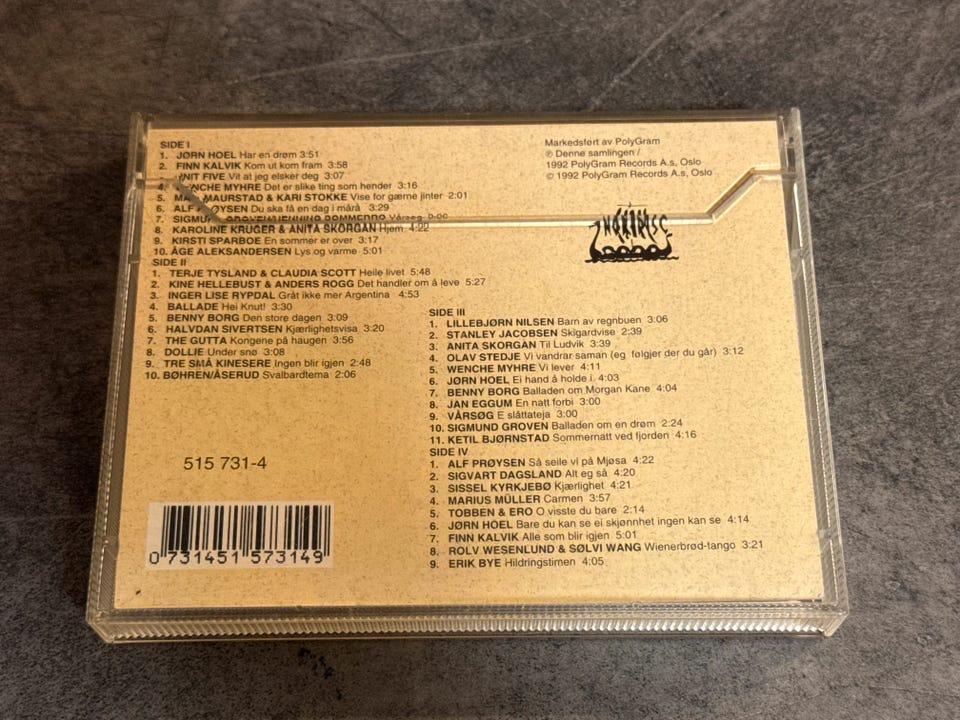 SIDE I
1. JØRN HOEL Har en drøm 3:51
2. FINN KALVIK Kom ut kom fram 3:58
3. UNIT FIVE Vit at jeg elsker deg 3:07
4. WENCHE MYHRE Det er slike ting som hender 3:16
5. MAURSTAD & KARI STOKKE Vise for gærne jinter 2:01
6. ALF PRØYSEN Du ska få en dag i mårå 3:29
7. SIGMUND GROVEN/HENNING SOMMERRO Vårsøg
8. KAROLINE KRUGER & ANITA SKORGAN Hjem 4:22
9. KIRSTI SPARBOE En sommer er over 3:17
10. ÅGE ALEKSANDERSEN Lys og varme 5:01
SIDE II
1. TERJE TYSLAND & CLAUDIA SCOTT Heile livet 5:48
2. KINE HELLEBUST & ANDERS ROGG Det handler om å leve 5:27
3. INGER LISE RYPDAL Gråt ikke mer Argentina 4:53
4. BALLADE Hei Knut! 3:30
5. BENNY BORG Den store dagen 3:09
6. HALVDAN SIVERTSEN Kjærlighetsvisa 3:20
7. THE GUTTA Kongene på haugen 3:56
8. DOLLIE Under snø 3:08
9. TRE SMÅ KINESERE Ingen blir igjen 2:48
10. BØHREN/ÅSERUD Svalbardtema 2:06
515 731-4
0 731451 573149
Markedsført av PolyGram
℗ Denne samlingen /
1992 PolyGram Records A.s, Oslo
© 1992 PolyGram Records A.s, Oslo
NORSKDISC
SIDE III
1. LILLEBJØRN NILSEN Barn av regnbuen 3:06
2. STANLEY JACOBSEN Skigardvise 2:39
3. ANITA SKORGAN Til Ludvik 3:39
4. OLAV STEDJE Vi vandrar saman (eg følgjer der du går) 3:12
5. WENCHE MYHRE Vi lever 4:11
6. JØRN HOEL Ei hand å holde i 4:03
7. BENNY BORG Balladen om Morgan Kane 4:04
8. JAN EGGUM En natt forbi 3:00
9. VÅRSØG E slåttateja 3:00
10. SIGMUND GROVEN Balladen om en drøm 2:24
11. KETIL BJØRNSTAD Sommernatt ved fjorden 4:16
SIDE IV
1. ALF PRØYSEN Så seile vi på Mjøsa 4:22
2. SIGVART DAGSLAND Alt eg så 4:20
3. SISSEL KYRKJEBØ Kjærlighet 4:21
4. MARIUS MÜLLER Carmen 3:57
5. TOBBEN & ERO O visste du bare 2:14
6. JØRN HOEL Bare du kan se ei skjønnhet ingen kan se 4:14
7. FINN KALVIK Alle som blir igjen 5:01
8. ROLV WESENLUND & SØLVI WANG Wienerbrød-tango 3:21
9. ERIK BYE Hildringstimen 4:05